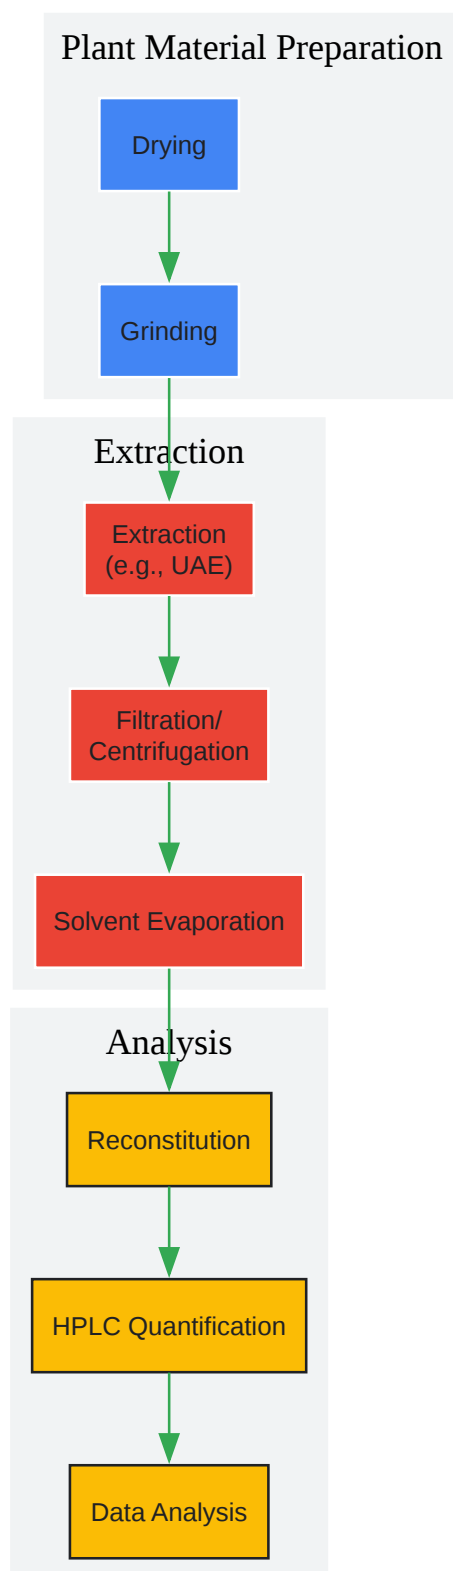 Plant Material Preparation
Drying
Grinding
Extraction
Extraction
(e.g., UAE)
Filtration/
Centrifugation
Solvent Evaporation
Analysis
Reconstitution
HPLC Quantification
Data Analysis